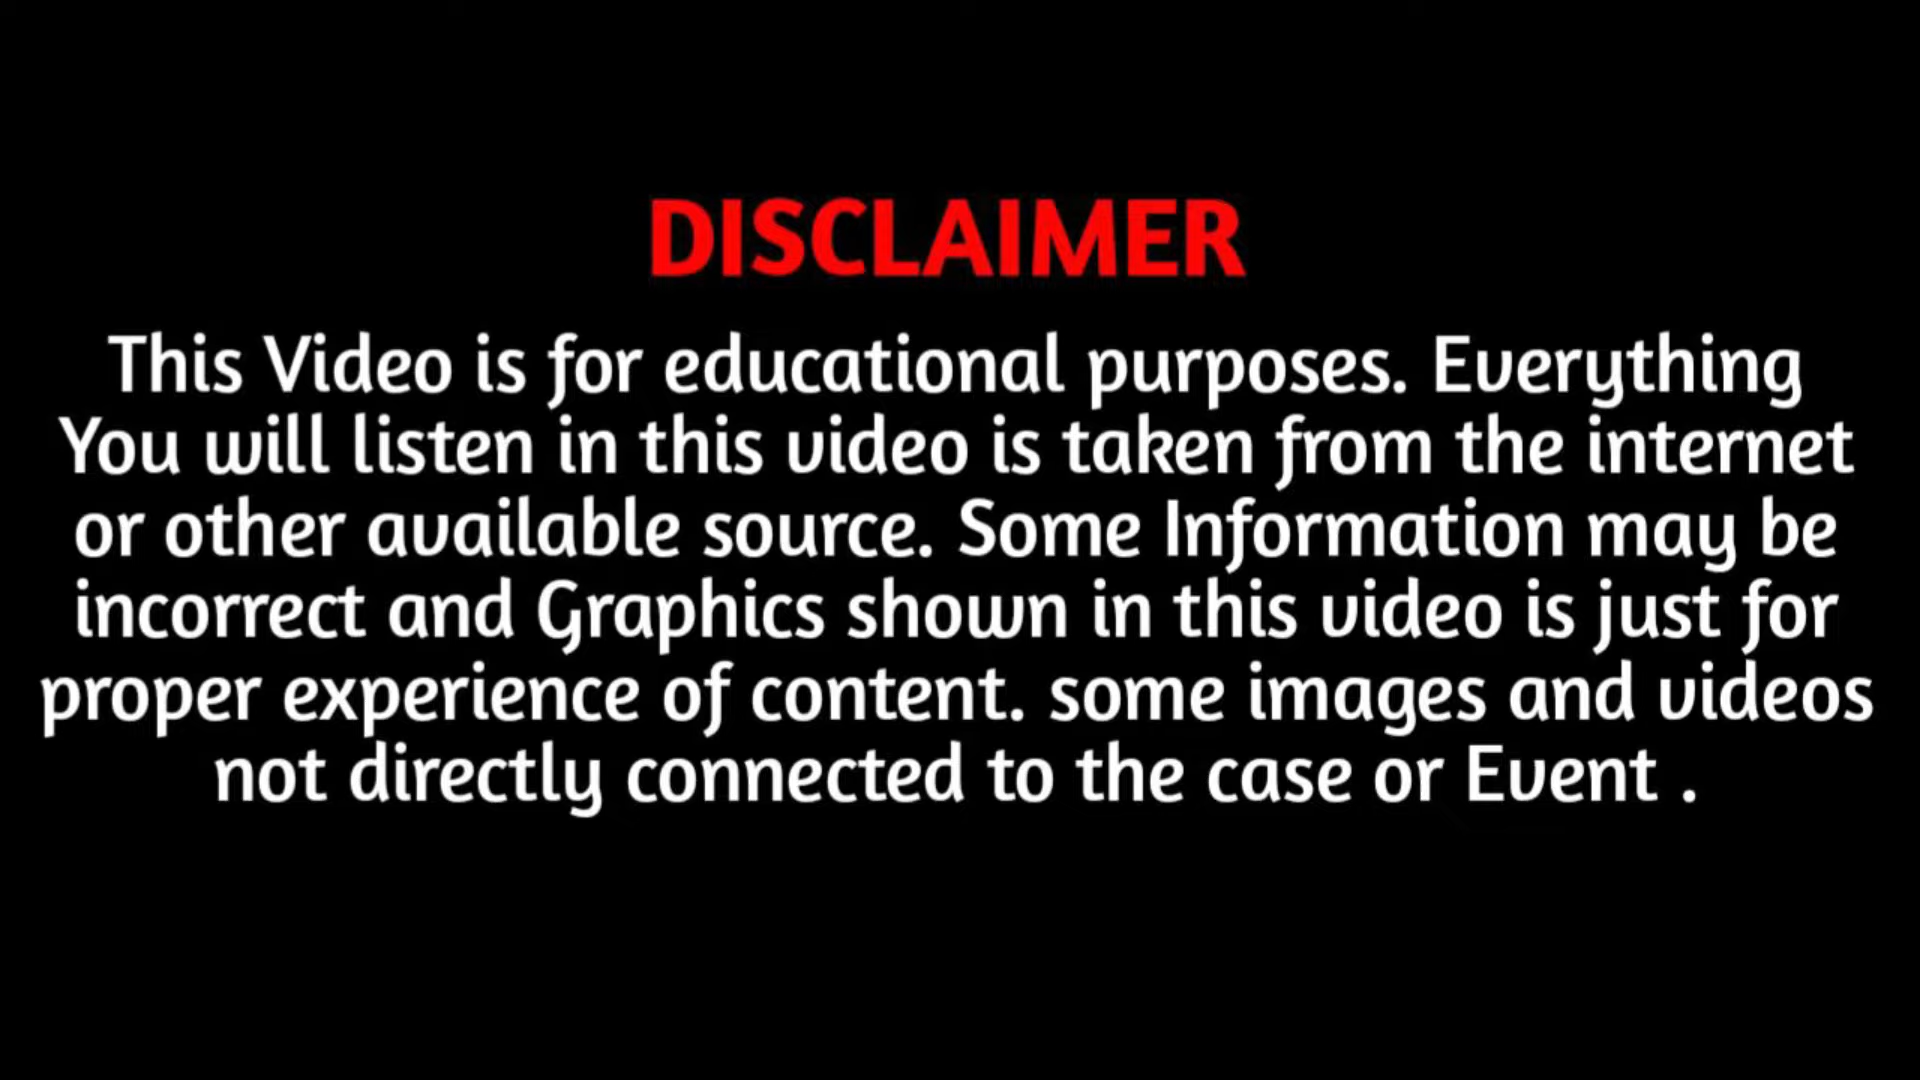 DISCLAIMER
This Video is for educational purposes. Everything
You will listen in this video is taken from the internet
or other available source. Some Information may be
incorrect and Graphics shown in this video is just for
proper experience of content. some images and videos
not directly connected to the case or Event .